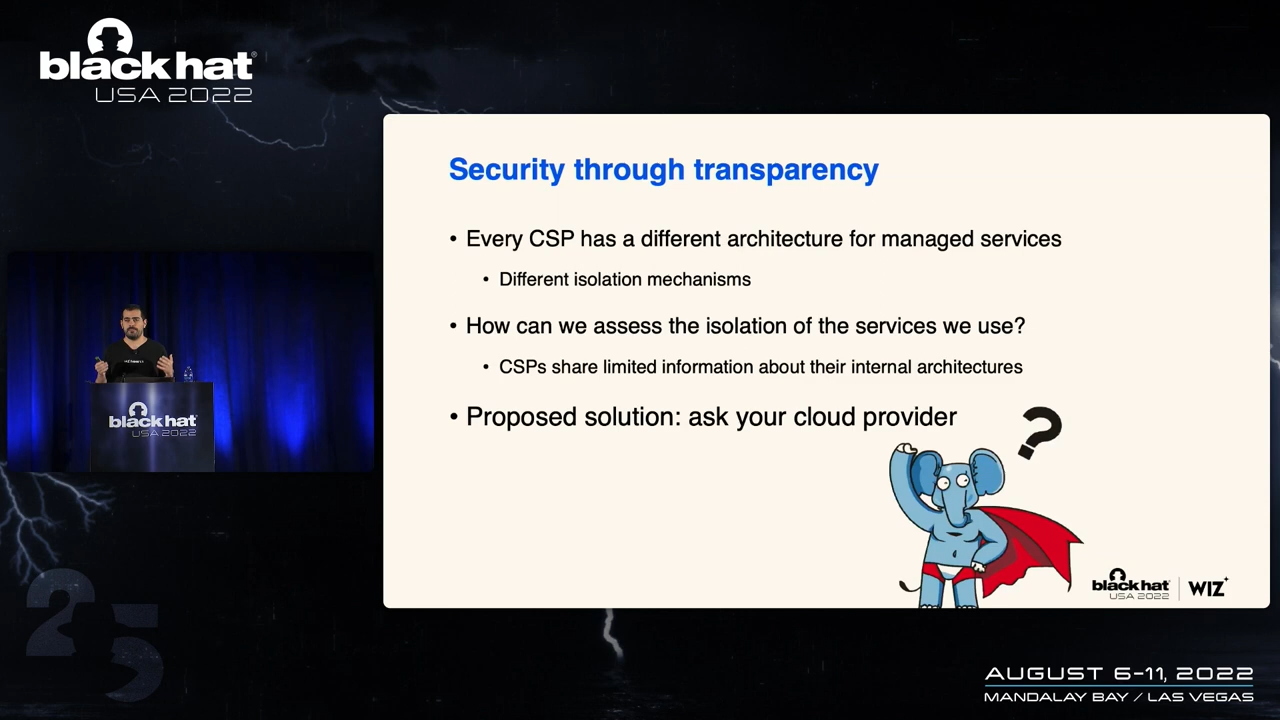 black hat®
USA 2022
Security through transparency
• Every CSP has a different architecture for managed services
• Different isolation mechanisms
• How can we assess the isolation of the services we use?
• CSPs share limited information about their internal architectures
• Proposed solution: ask your cloud provider
?
black hat
USA 2022
black hat
USA 2022
WIZ
25
AUGUST 6-11, 2022
MANDALAY BAY / LAS VEGAS